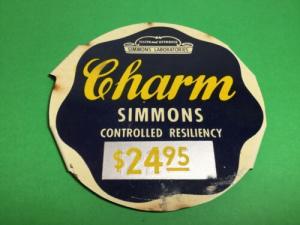 SIMMONS LABORATORIES
Charm
SIMMONS
CONTROLLED RESILIENCY
$24.95